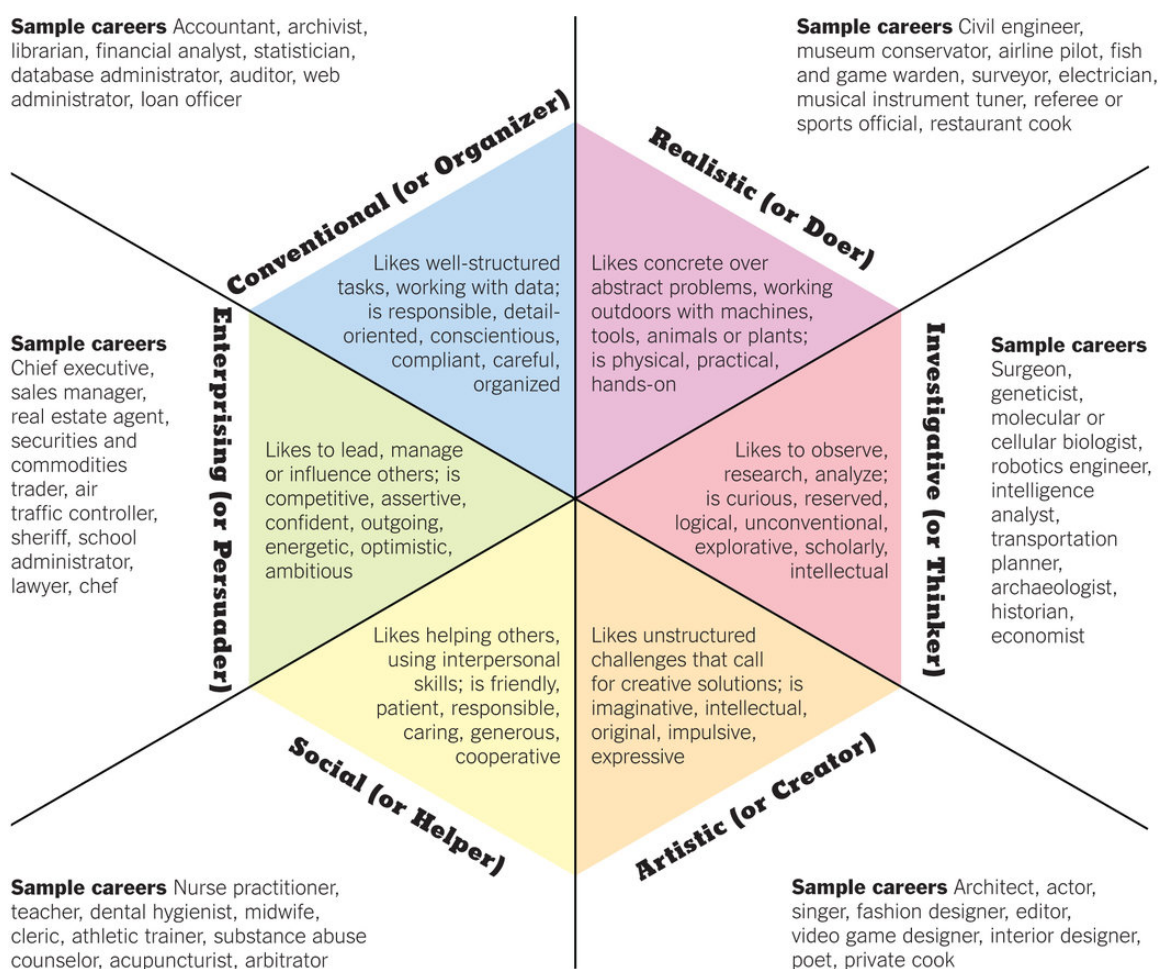 Sample careers Accountant, archivist,
librarian, financial analyst, statistician,
database administrator, auditor, web
administrator, loan officer
Conventional (or Organizer)
Likes well-structured
tasks, working with data;
is responsible, detail-
oriented, conscientious,
compliant, careful,
organized
Sample careers Civil engineer,
museum conservator, airline pilot, fish
and game warden, surveyor, electrician,
musical instrument tuner, referee or
sports official, restaurant cook
Realistic (or Doer)
Likes concrete over
abstract problems, working
outdoors with machines,
tools, animals or plants;
is physical, practical,
hands-on
Sample careers
Chief executive,
sales manager,
real estate agent,
securities and
commodities
trader, air
traffic controller,
sheriff, school
administrator,
lawyer, chef
Enterprising (or Persuader)
Likes to lead, manage
or influence others; is
competitive, assertive,
confident, outgoing,
energetic, optimistic,
ambitious
Likes to observe,
research, analyze;
is curious, reserved,
logical, unconventional,
explorative, scholarly,
intellectual
Investigative (or Thinker)
Sample careers
Surgeon,
geneticist,
molecular or
cellular biologist,
robotics engineer,
intelligence
analyst,
transportation
planner,
archaeologist,
historian,
economist
Likes helping others,
using interpersonal
skills; is friendly,
patient, responsible,
caring, generous,
cooperative
Social (or Helper)
Sample careers Nurse practitioner,
teacher, dental hygienist, midwife,
cleric, athletic trainer, substance abuse
counselor, acupuncturist, arbitrator
Likes unstructured
challenges that call
for creative solutions; is
imaginative, intellectual,
original, impulsive,
expressive
Artistic (or Creator)
Sample careers Architect, actor,
singer, fashion designer, editor,
video game designer, interior designer,
poet, private cook